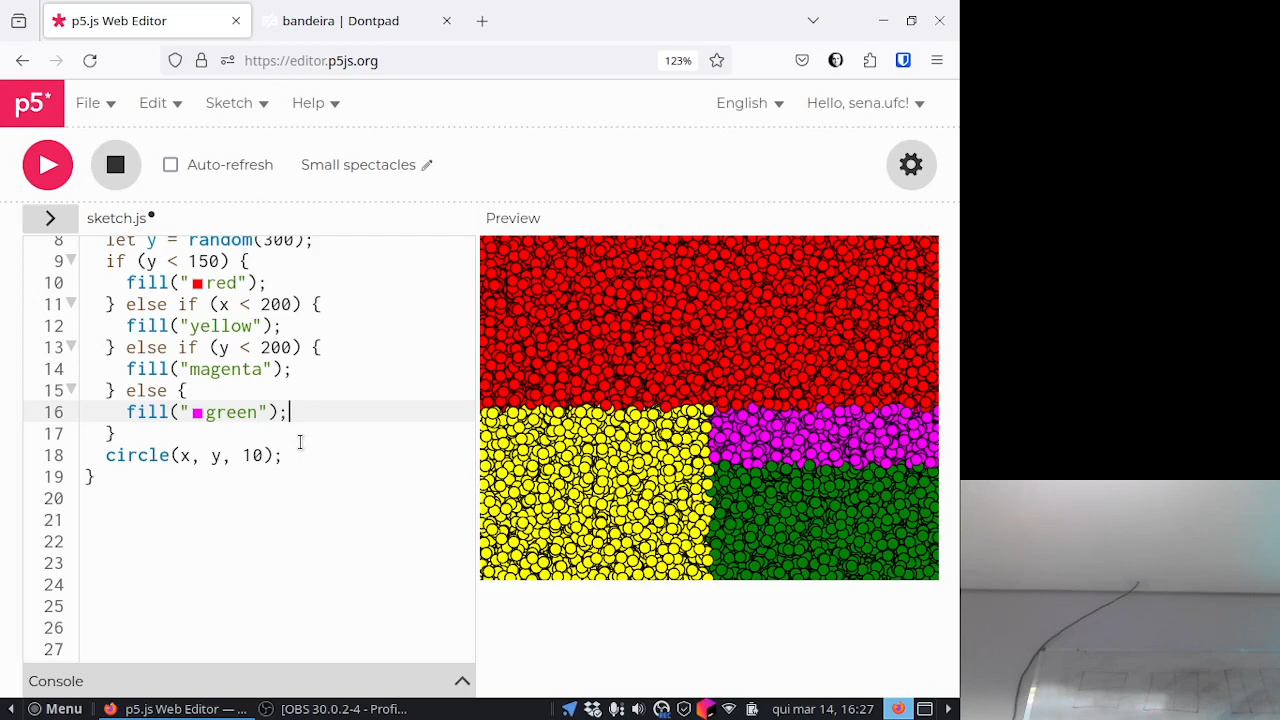 p5.js Web Editor
bandeira | Dontpad
https://editor.p5js.org
123%
p5*
File
Edit
Sketch
Help
English
Hello, sena.ufc!
Auto-refresh
Small spectacles
sketch.js
Preview
8 let y = random(300);
9 if (y < 150) {
10 fill("red");
11 } else if (x < 200) {
12 fill("yellow");
13 } else if (y < 200) {
14 fill("magenta");
15 } else {
16 fill("green");
17 }
18 circle(x, y, 10);
19 }
20
21
22
23
24
25
26
27
Console
Menu
p5.js Web Editor — ...
[OBS 30.0.2-4 - Profi...
REC
qui mar 14, 16:27